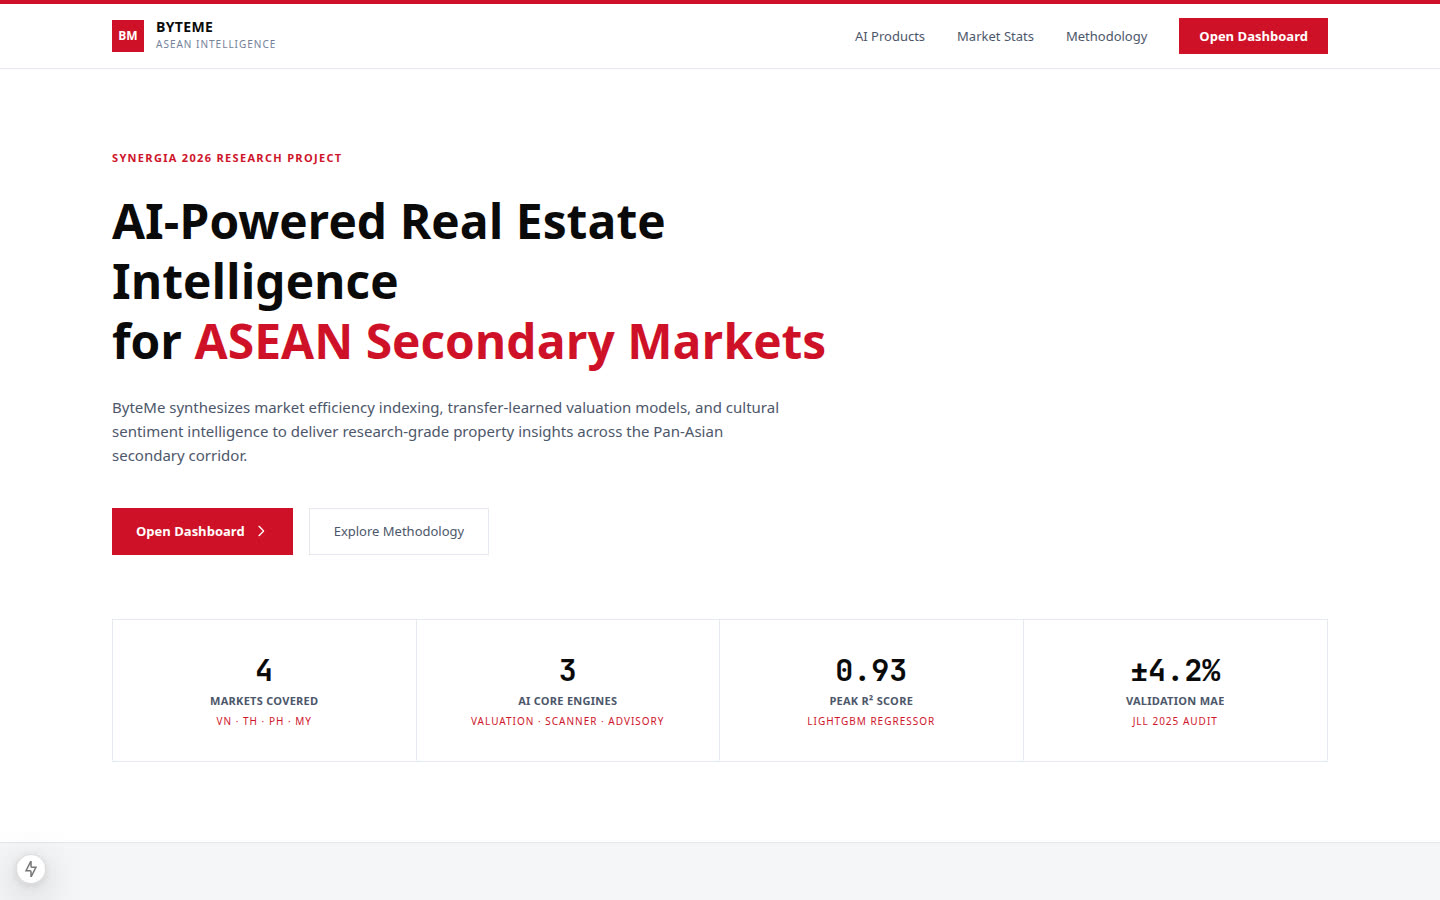 BM
BYTEME
ASEAN INTELLIGENCE
AI Products
Market Stats
Methodology
Open Dashboard
SYNERGIA 2026 RESEARCH PROJECT
AI-Powered Real Estate
Intelligence
for ASEAN Secondary Markets
ByteMe synthesizes market efficiency indexing, transfer-learned valuation models, and cultural
sentiment intelligence to deliver research-grade property insights across the Pan-Asian
secondary corridor.
Open Dashboard
Explore Methodology
4
MARKETS COVERED
VN · TH · PH · MY
3
AI CORE ENGINES
VALUATION · SCANNER · ADVISORY
0.93
PEAK R² SCORE
LIGHTGBM REGRESSOR
±4.2%
VALIDATION MAE
JLL 2025 AUDIT